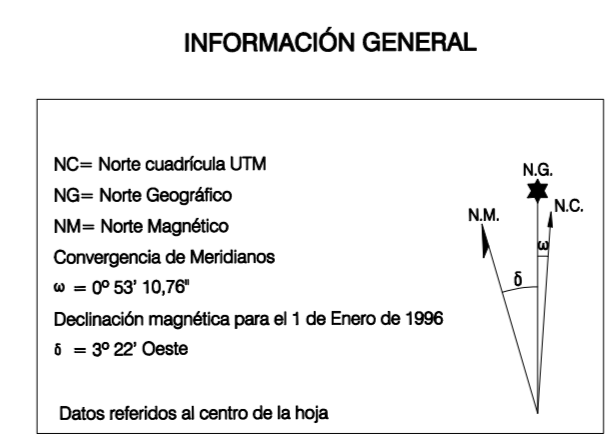 INFORMACIÓN GENERAL
NC= Norte cuadrícula UTM
NG= Norte Geográfico
NM= Norte Magnético
Convergencia de Meridianos
ω = 0º 53' 10,76"
Declinación magnética para el 1 de Enero de 1996
δ = 3º 22' Oeste
Datos referidos al centro de la hoja
N.G.
N.M.
N.C.
ω
δ